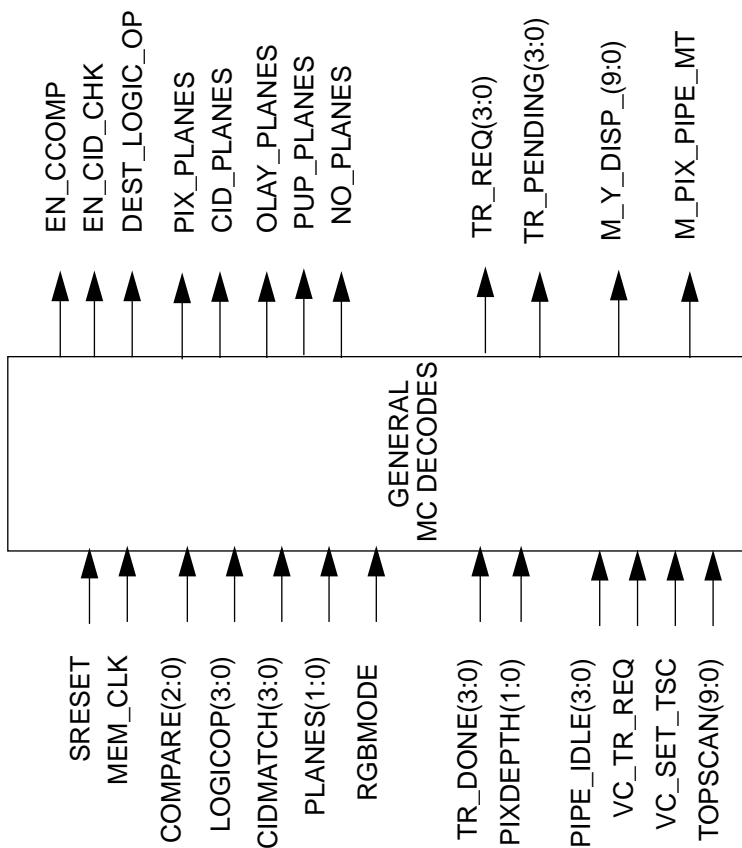 EN_CCOMP
EN_CID_CHK
DEST_LOGIC_OP
PIX_PLANES
CID_PLANES
OLAY_PLANES
PUP_PLANES
NO_PLANES
TR_REQ(3:0)
TR_PENDING(3:0)
M_Y_DISP_(9:0)
M_PIX_PIPE_MT
GENERAL
MC DECODES
SRESET
MEM_CLK
COMPARE(2:0)
LOGICOP(3:0)
CIDMATCH(3:0)
PLANES(1:0)
RGBMODE
TR_DONE(3:0)
PIXDEPTH(1:0)
PIPE_IDLE(3:0)
VC_TR_REQ
VC_SET_TSC
TOPSCAN(9:0)